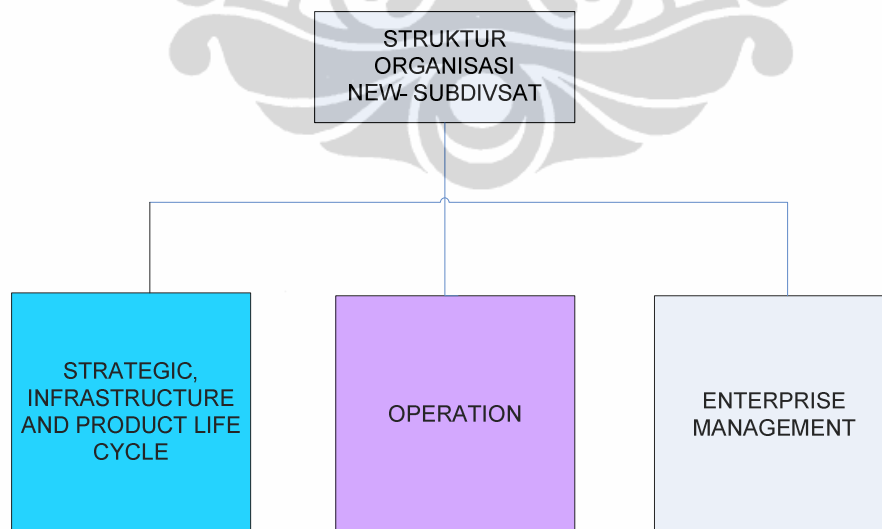 STRUKTUR
ORGANISASI
NEW- SUBDIVSAT
STRATEGIC,
INFRASTRUCTURE
AND PRODUCT LIFE
CYCLE
OPERATION
ENTERPRISE
MANAGEMENT